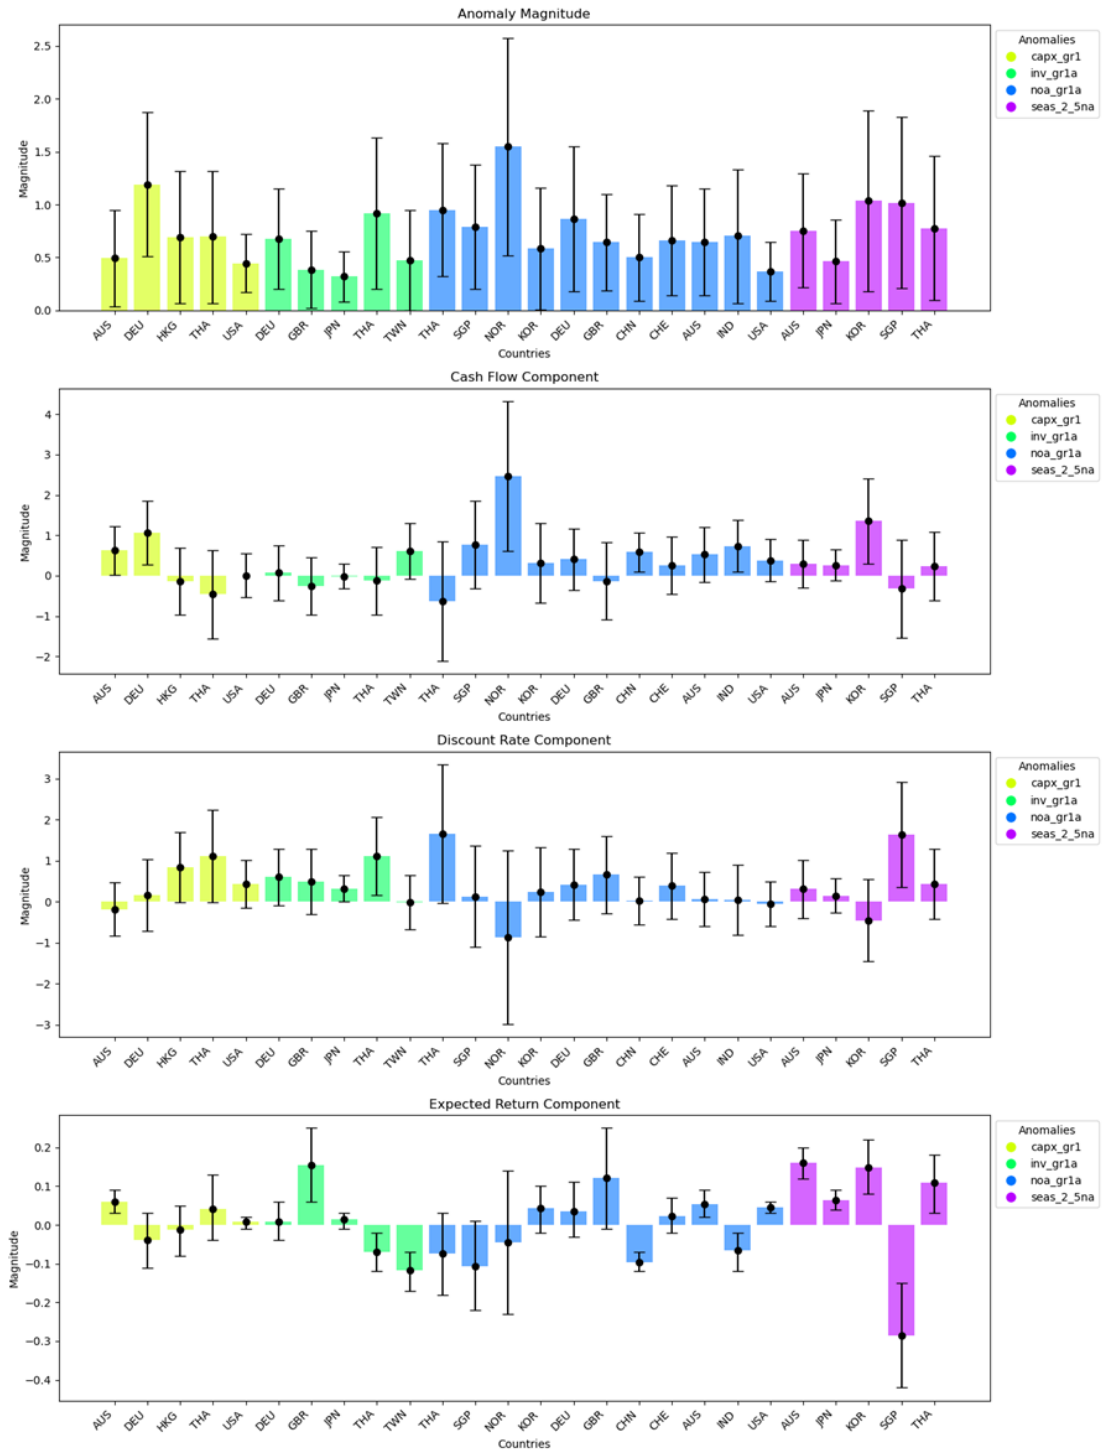 Anomaly Magnitude
Magnitude
2.5
2.0
1.5
1.0
0.5
0.0
AUS DEU HKG THA USA DEU GBR JPN THA TWN THA SGP NOR KOR DEU GBR CHN CHE AUS IND USA AUS JPN KOR SGP THA
Countries
Anomalies
capx_gr1
inv_gr1a
noa_gr1a
seas_2_5na
Cash Flow Component
Magnitude
4
3
2
1
0
−1
−2
AUS DEU HKG THA USA DEU GBR JPN THA TWN THA SGP NOR KOR DEU GBR CHN CHE AUS IND USA AUS JPN KOR SGP THA
Countries
Anomalies
capx_gr1
inv_gr1a
noa_gr1a
seas_2_5na
Discount Rate Component
Magnitude
3
2
1
0
−1
−2
−3
AUS DEU HKG THA USA DEU GBR JPN THA TWN THA SGP NOR KOR DEU GBR CHN CHE AUS IND USA AUS JPN KOR SGP THA
Countries
Anomalies
capx_gr1
inv_gr1a
noa_gr1a
seas_2_5na
Expected Return Component
Magnitude
0.2
0.1
0.0
−0.1
−0.2
−0.3
−0.4
AUS DEU HKG THA USA DEU GBR JPN THA TWN THA SGP NOR KOR DEU GBR CHN CHE AUS IND USA AUS JPN KOR SGP THA
Countries
Anomalies
capx_gr1
inv_gr1a
noa_gr1a
seas_2_5na